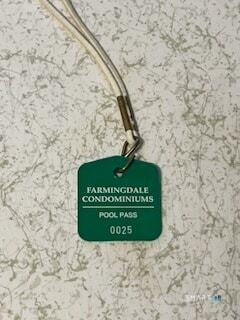 FARMINGDALE
CONDOMINIUMS
POOL PASS
0025